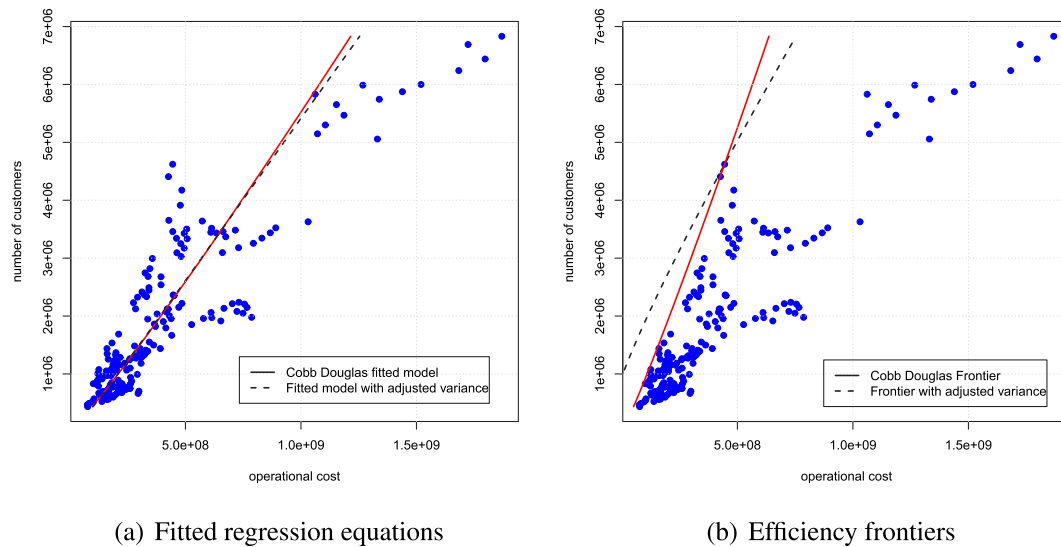 7e+06
6e+06
5e+06
4e+06
3e+06
2e+06
1e+06
number of customers
5.0e+08
1.0e+09
1.5e+09
operational cost
Cobb Douglas fitted model
Fitted model with adjusted variance
(a) Fitted regression equations
7e+06
6e+06
5e+06
4e+06
3e+06
2e+06
1e+06
number of customers
5.0e+08
1.0e+09
1.5e+09
operational cost
Cobb Douglas Frontier
Frontier with adjusted variance
(b) Efficiency frontiers